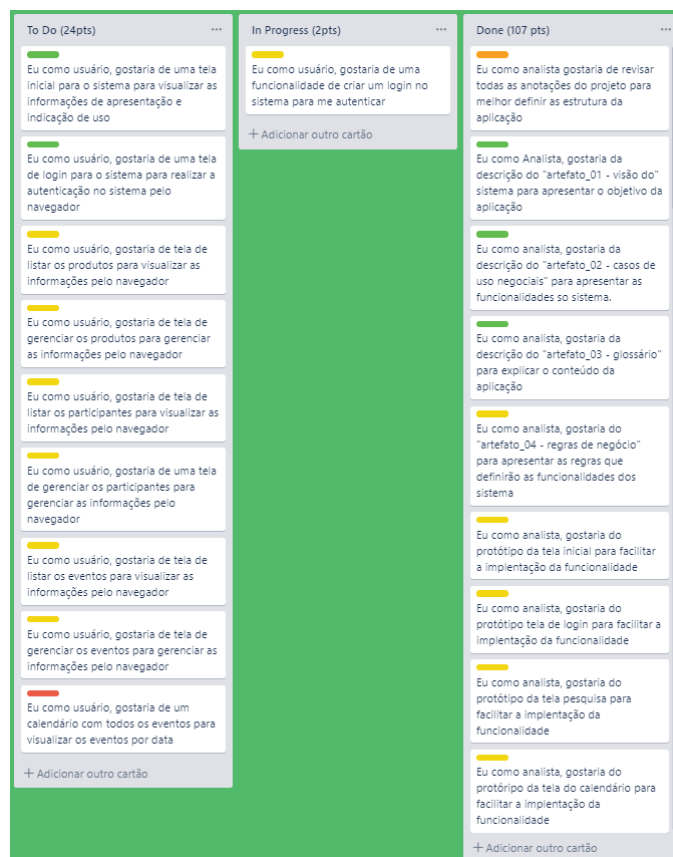 To Do (24pts)
Eu como usuário, gostaria de uma tela
inicial para o sistema para visualizar as
informações de apresentação e
indicação de uso
Eu como usuário, gostaria de uma tela
de login para o sistema para realizar a
autenticação no sistema pelo
navegador
Eu como usuário, gostaria de tela de
listar os produtos para visualizar as
informações pelo navegador
Eu como usuário, gostaria de tela de
gerenciar os produtos para gerenciar
as informações pelo navegador
Eu como usuário, gostaria de tela de
listar os participantes para visualizar as
informações pelo navegador
Eu como usuário, gostaria de uma tela
de gerenciar os participantes para
gerenciar as informações pelo
navegador
Eu como usuário, gostaria de tela de
listar os eventos para visualizar as
informações pelo navegador
Eu como usuário, gostaria de tela de
gerenciar os eventos para gerenciar as
informações pelo navegador
Eu como usuário, gostaria de um
calendário com todos os eventos para
visualizar os eventos por data
+ Adicionar outro cartão
In Progress (2pts)
Eu como usuário, gostaria de uma
funcionalidade de criar um login no
sistema para me autenticar
+ Adicionar outro cartão
Done (107 pts)
Eu como analista gostaria de revisar
todas as anotações do projeto para
melhor definir as estrutura da
aplicação
Eu como Analista, gostaria da
descrição do "artefato_01 - visão do"
sistema para apresentar o objetivo da
aplicação
Eu como analista, gostaria da
descrição do "artefato_02 - casos de
uso negociais" para apresentar as
funcionalidades so sistema.
Eu como analista, gostaria da
descrição do "artefato_03 - glossário"
para explicar o conteúdo da
aplicação
Eu como analista, gostaria do
"artefato_04 - regras de negócio"
para apresentar as regras que
definirão as funcionalidades dos
sistema
Eu como analista, gostaria do
protótipo da tela inicial para facilitar
a implentação da funcionalidade
Eu como analista, gostaria do
protótipo tela de login para facilitar a
implentação da funcionalidade
Eu como analista, gostaria do
protótipo da tela pesquisa para
facilitar a implentação da
funcionalidade
Eu como analista, gostaria do
protóripo da tela do calendário para
facilitar a implentação da
funcionalidade
+ Adicionar outro cartão